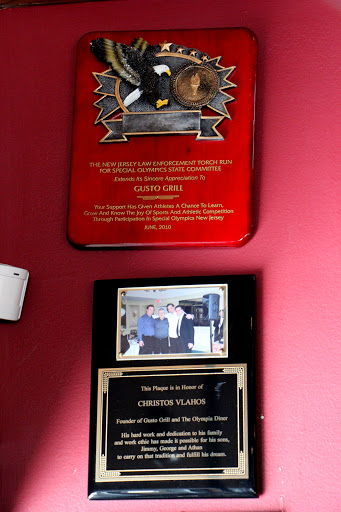 THE NEW JERSEY LAW ENFORCEMENT TORCH RUN
FOR SPECIAL OLYMPICS STATE COMMITTEE
Extends Its Sincere Appreciation To
GUSTO GRILL
Your Support Has Given Athletes A Chance To Learn,
Grow And Know The Joy Of Sports And Athletic Competition
Through Participation In Special Olympics New Jersey
JUNE, 2010
This Plaque is in Honor of
CHRISTOS VLAHOS
Founder of Gusto Grill and The Olympia Diner
His hard work and dedication to his family
and work ethic has made it possible for his sons,
Jimmy, George and Athan
to carry on that tradition and fulfill his dream.